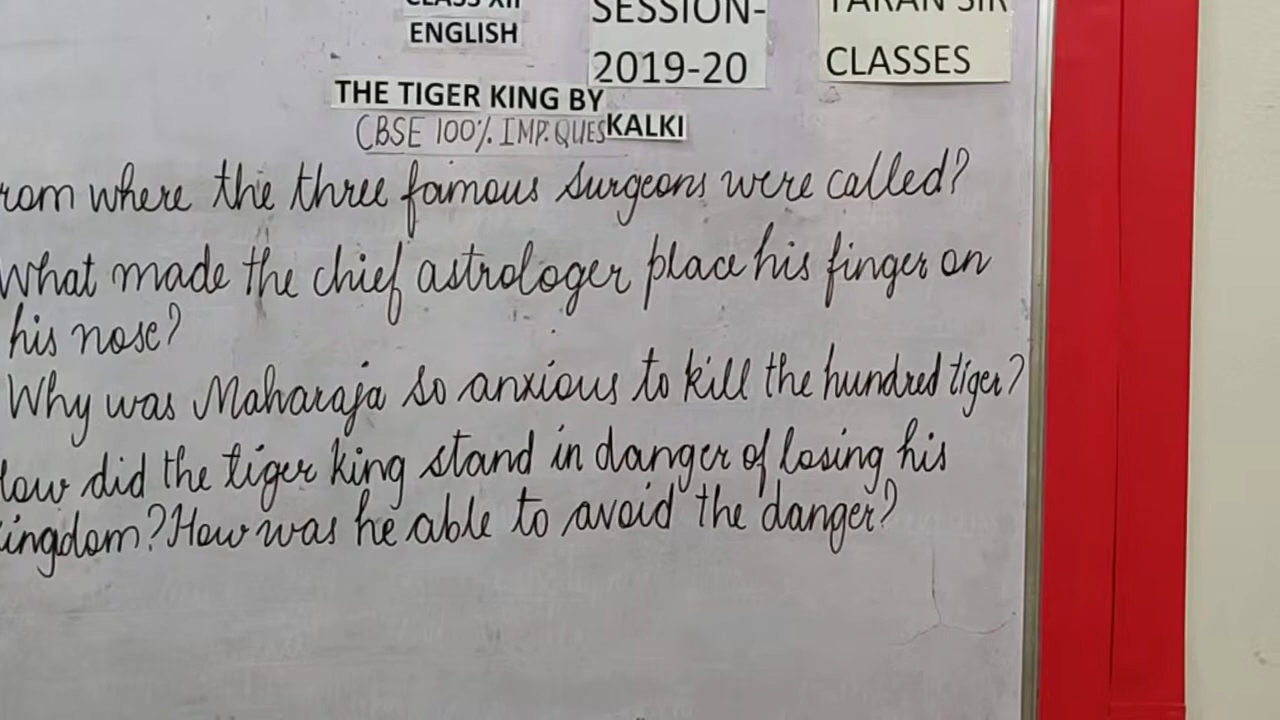 CLASS XII
ENGLISH
SESSION-
2019-20
TARAN SIR
CLASSES
THE TIGER KING BY
KALKI
CBSE 100% IMP. QUES
rom where the three famous surgeons were called?
What made the chief astrologer place his finger on
his nose?
Why was Maharaja so anxious to kill the hundred tiger?
How did the tiger king stand in danger of losing his
kingdom? How was he able to avoid the danger?